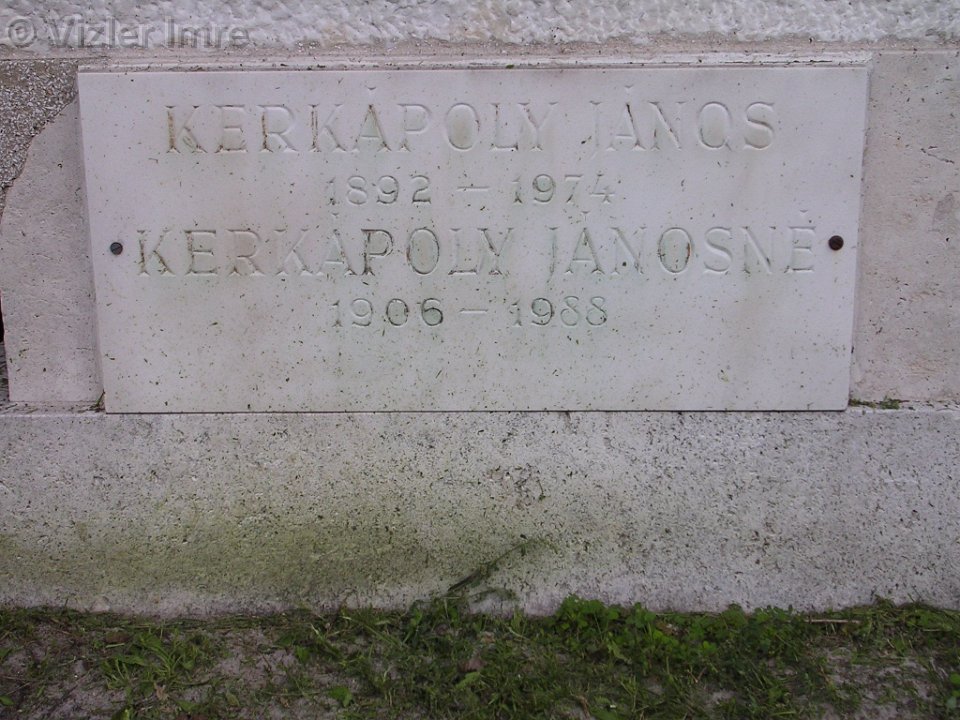 © Vizler Imre
KERKÁPOLY JÁNOS
1892 – 1974
KERKÁPOLY JÁNOSNÉ
1906 – 1988